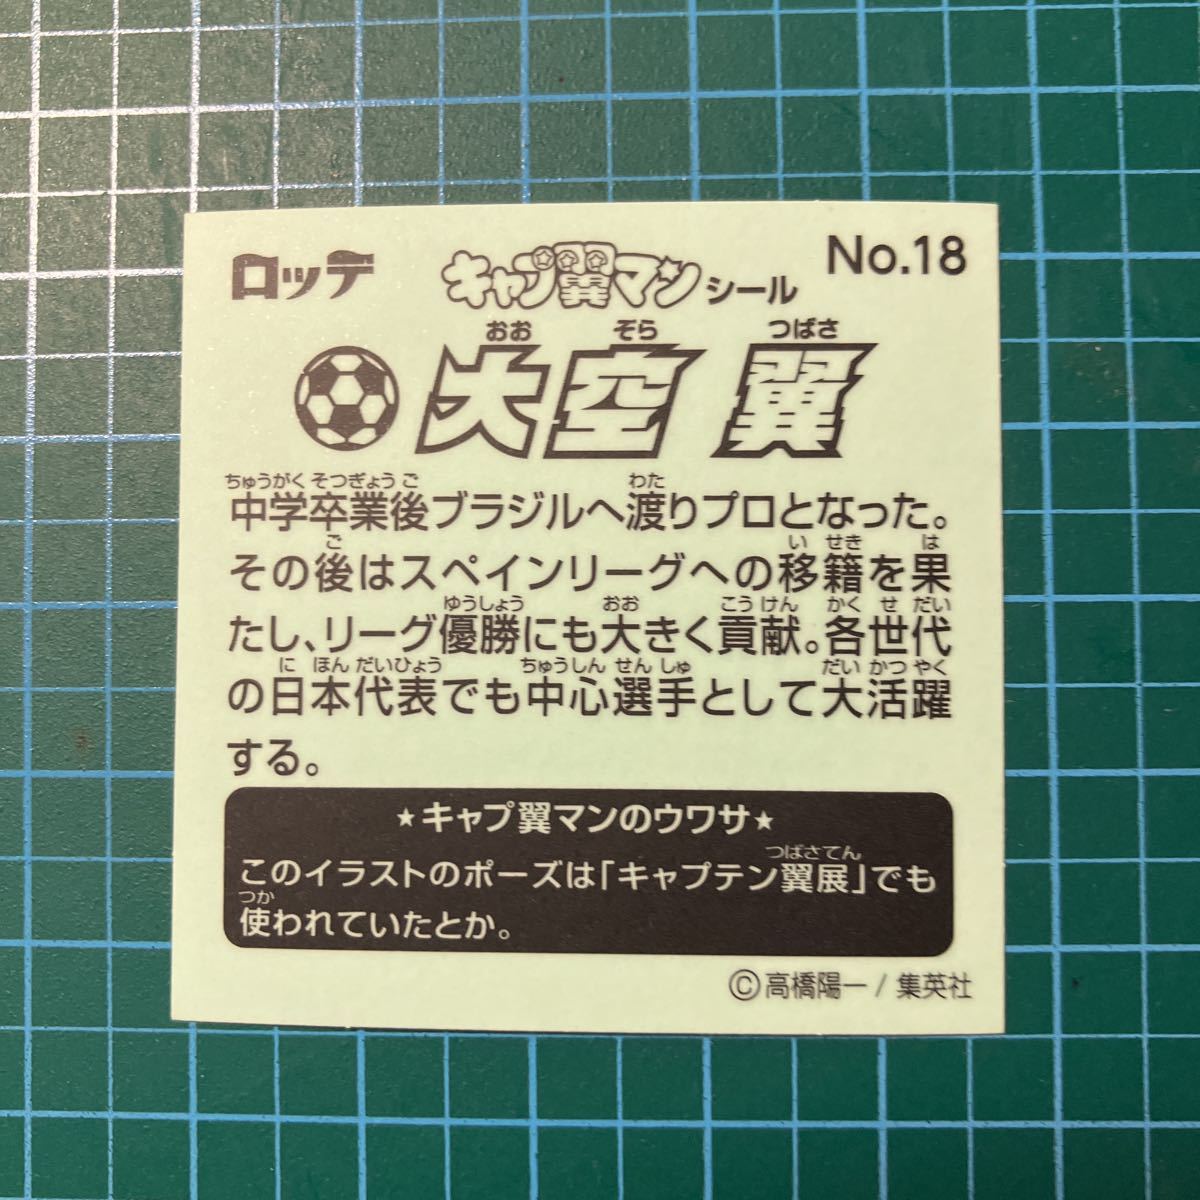 ロッテ
キャプ翼マンシール
No.18
おお ぞら つばさ
大空 翼
ちゅうがく そつぎょう ご わた
中学卒業後ブラジルへ渡りプロとなった。
ご い せき は
その後はスペインリーグへの移籍を果
ゆうしょう おお こう けん かく せ だい
たし、リーグ優勝にも大きく貢献。各世代
に ほん だいひょう ちゅうしん せん しゅ だい かつ やく
の日本代表でも中心選手として大活躍
する。
★キャプ翼マンのウワサ★
つばさてん
このイラストのポーズは「キャプテン翼展」でも
つか
使われていたとか。
©高橋陽一 / 集英社